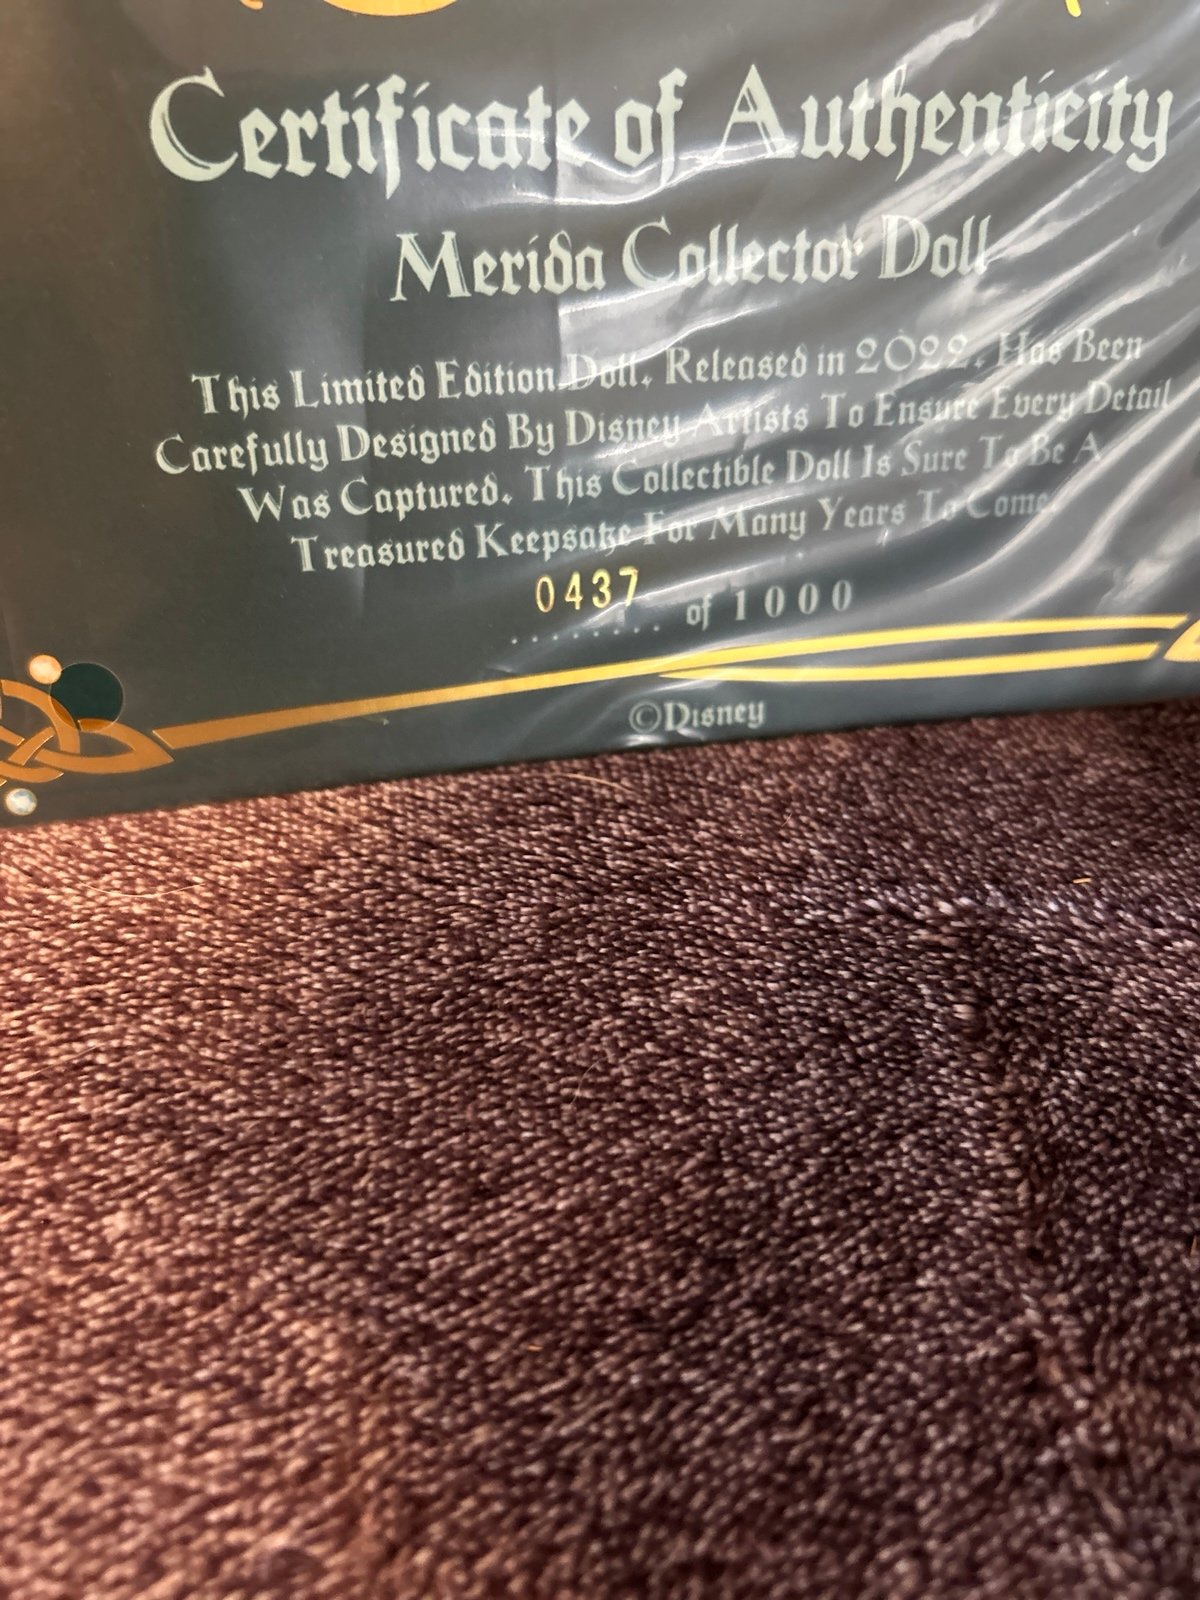 Certificate of Authenticity
Merida Collector Doll
This Limited Edition Doll, Released in 2022, Has Been
Carefully Designed By Disney Artists To Ensure Every Detail
Was Captured. This Collectible Doll Is Sure To Be A
Treasured Keepsake For Many Years To Come.
0437 of 1000
©Disney